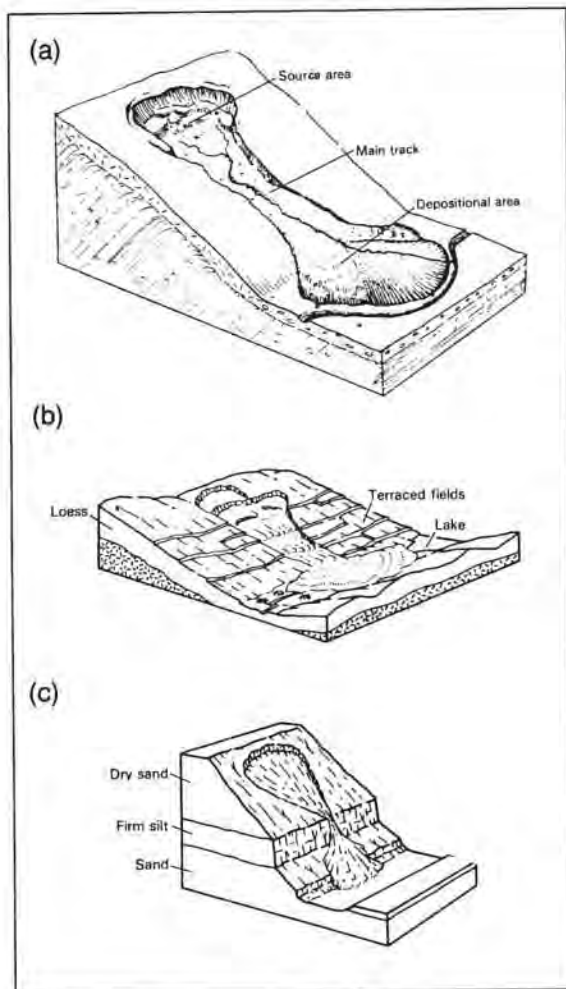 (a)
Source area
Main track
Depositional area
(b)
Loess
Terraced fields
Lake
(c)
Dry sand
Firm silt
Sand